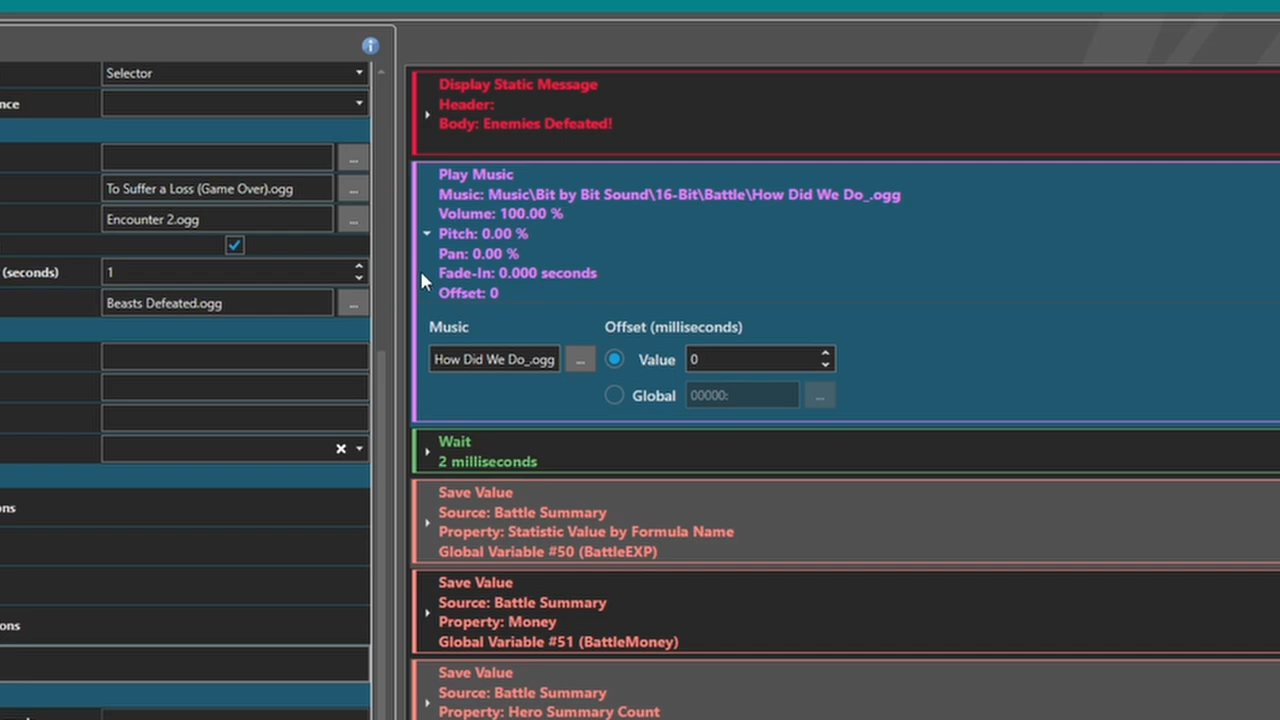 Selector
nce
To Suffer a Loss (Game Over).ogg
...
Encounter 2.ogg
...
(seconds)
1
Beasts Defeated.ogg
...
ons
ons
Display Static Message
Header:
Body: Enemies Defeated!
Play Music
Music: Music\Bit by Bit Sound\16-Bit\Battle\How Did We Do_.ogg
Volume: 100.00 %
Pitch: 0.00 %
Pan: 0.00 %
Fade-In: 0.000 seconds
Offset: 0
Music
Offset (milliseconds)
How Did We Do_.ogg
...
Value
0
Global
00000:
...
Wait
2 milliseconds
Save Value
Source: Battle Summary
Property: Statistic Value by Formula Name
Global Variable #50 (BattleEXP)
Save Value
Source: Battle Summary
Property: Money
Global Variable #51 (BattleMoney)
Save Value
Source: Battle Summary
Property: Hero Summary Count